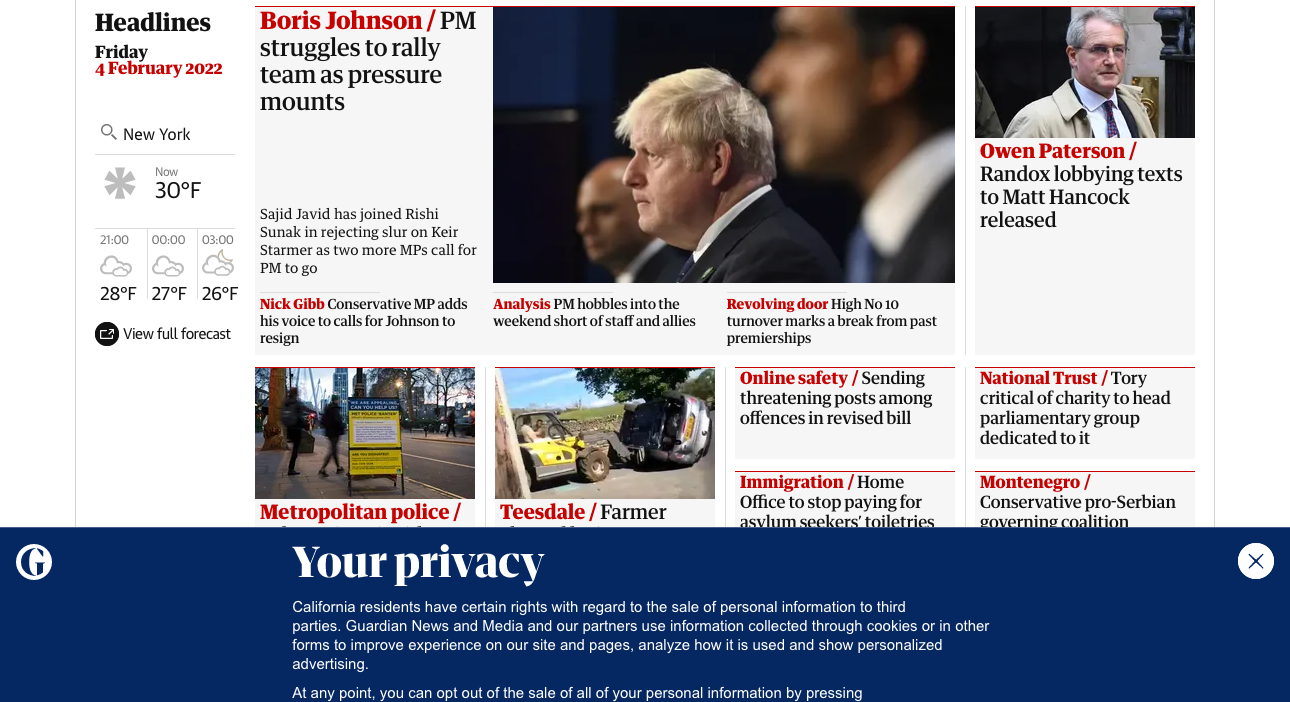 Headlines
Friday
4 February 2022
New York
Now
30°F
21:00
00:00
03:00
28°F
27°F
26°F
View full forecast
Boris Johnson / PM
struggles to rally
team as pressure
mounts
Sajid Javid has joined Rishi
Sunak in rejecting slur on Keir
Starmer as two more MPs call for
PM to go
Nick Gibb Conservative MP adds
his voice to calls for Johnson to
resign
Analysis PM hobbles into the
weekend short of staff and allies
Revolving door High No 10
turnover marks a break from past
premierships
Owen Paterson /
Randox lobbying texts
to Matt Hancock
released
WE ARE APPEALING
CAN YOU HELP US?
Metropolitan police /
Teesdale / Farmer
Online safety / Sending
threatening posts among
offences in revised bill
Immigration / Home
Office to stop paying for
asylum seekers’ toiletries
National Trust / Tory
critical of charity to head
parliamentary group
dedicated to it
Montenegro /
Conservative pro-Serbian
governing coalition
Your privacy
California residents have certain rights with regard to the sale of personal information to third
parties. Guardian News and Media and our partners use information collected through cookies or in other
forms to improve experience on our site and pages, analyze how it is used and show personalized
advertising.
At any point, you can opt out of the sale of all of your personal information by pressing